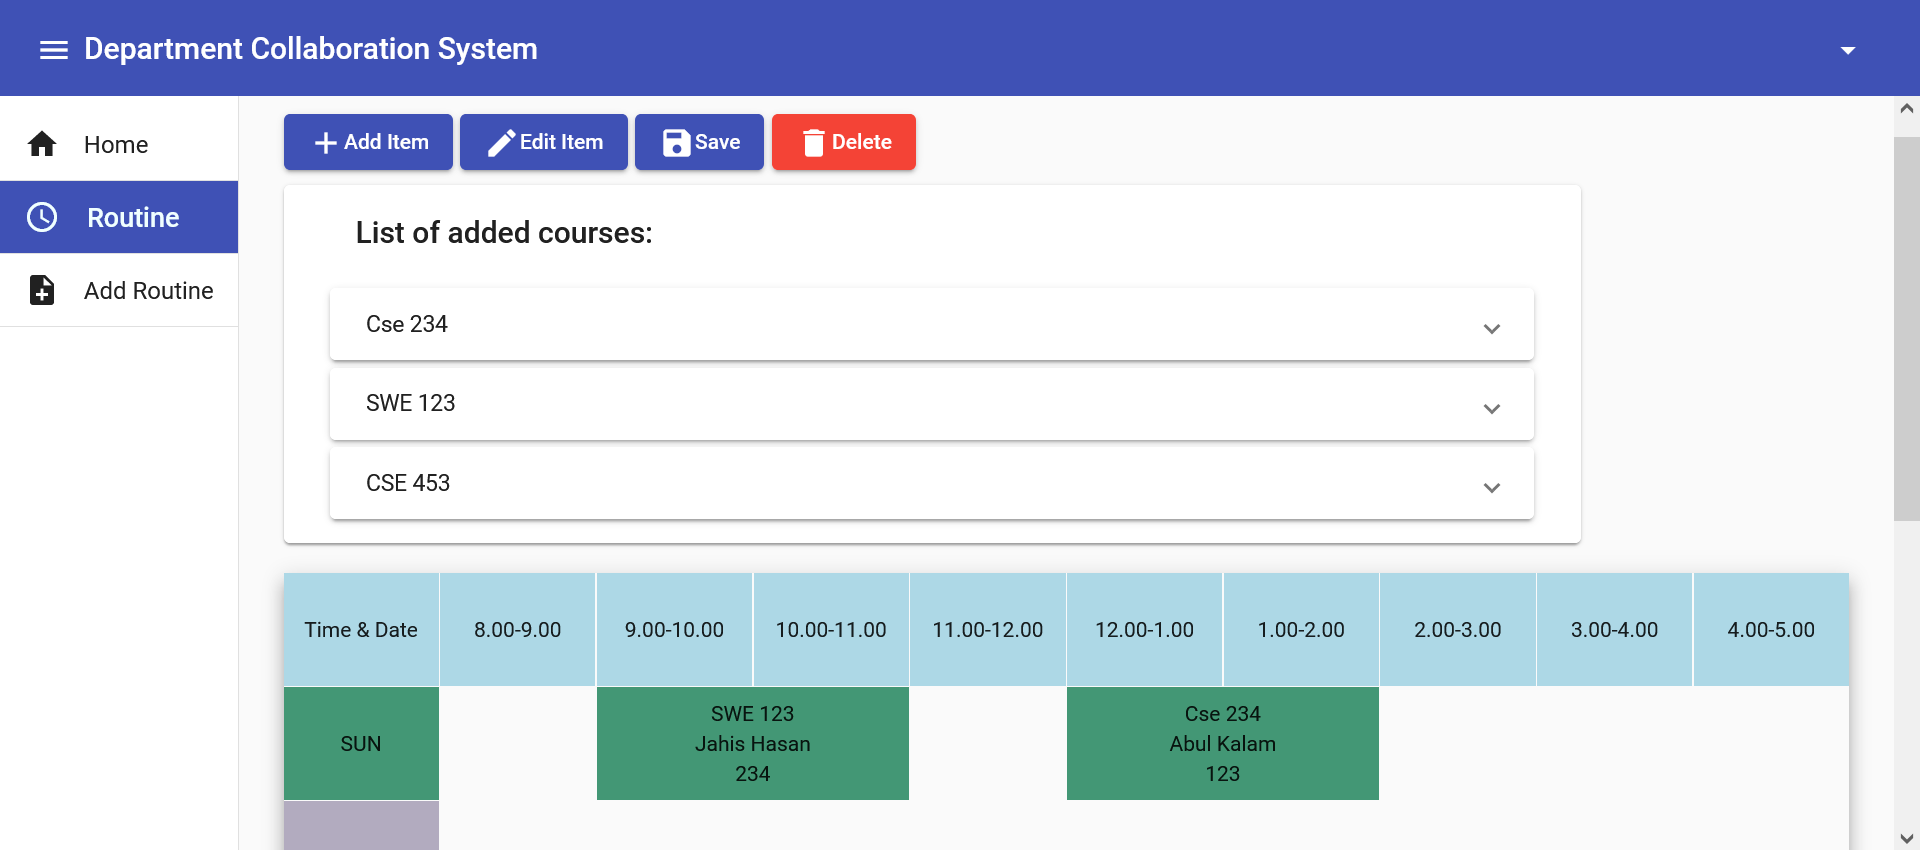 Department Collaboration System
Home
Routine
Add Routine
Add Item
Edit Item
Save
Delete
List of added courses:
Cse 234
SWE 123
CSE 453
Time & Date
8.00-9.00
9.00-10.00
10.00-11.00
11.00-12.00
12.00-1.00
1.00-2.00
2.00-3.00
3.00-4.00
4.00-5.00
SUN
SWE 123
Jahis Hasan
234
Cse 234
Abul Kalam
123